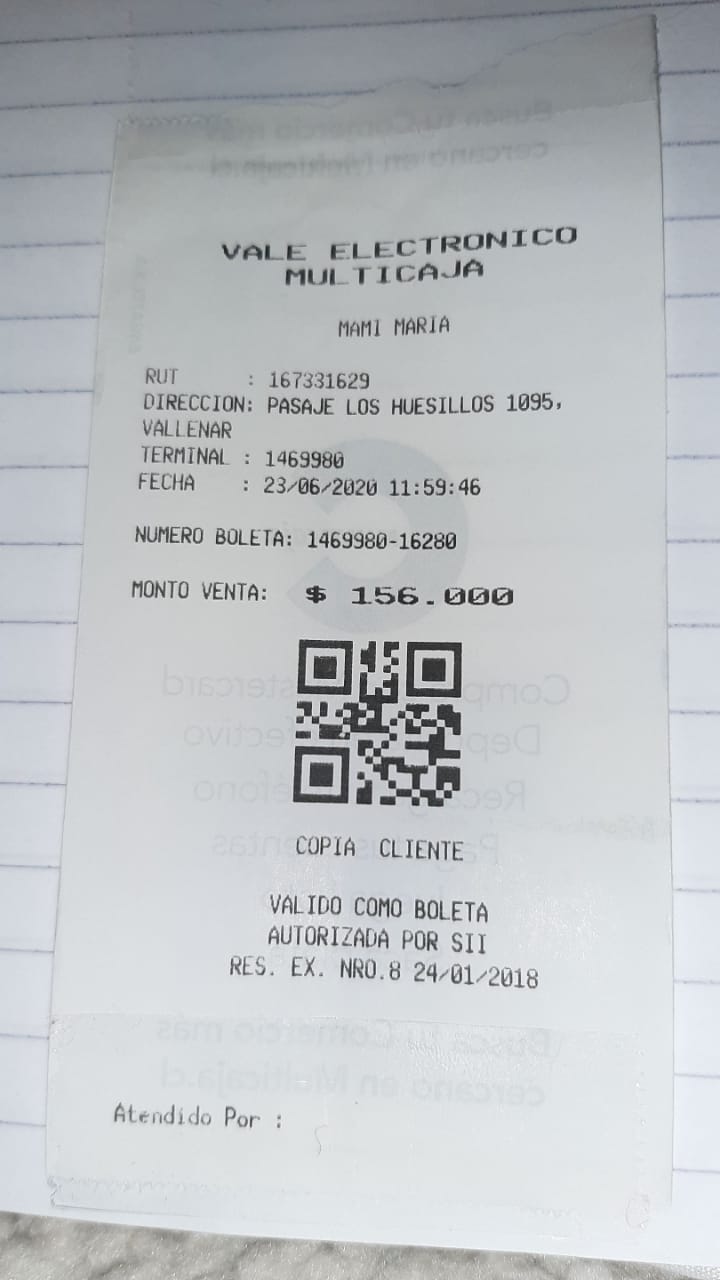 VALE ELECTRONICO
MULTICAJA
MAMI MARIA
RUT : 167331629
DIRECCION: PASAJE LOS HUESILLOS 1095,
VALLENAR
TERMINAL : 1469980
FECHA : 23/06/2020 11:59:46
NUMERO BOLETA: 1469980-16280
MONTO VENTA: $ 156.000
COPIA CLIENTE
VALIDO COMO BOLETA
AUTORIZADA POR SII
RES. EX. NRO.8 24/01/2018
Atendido Por :